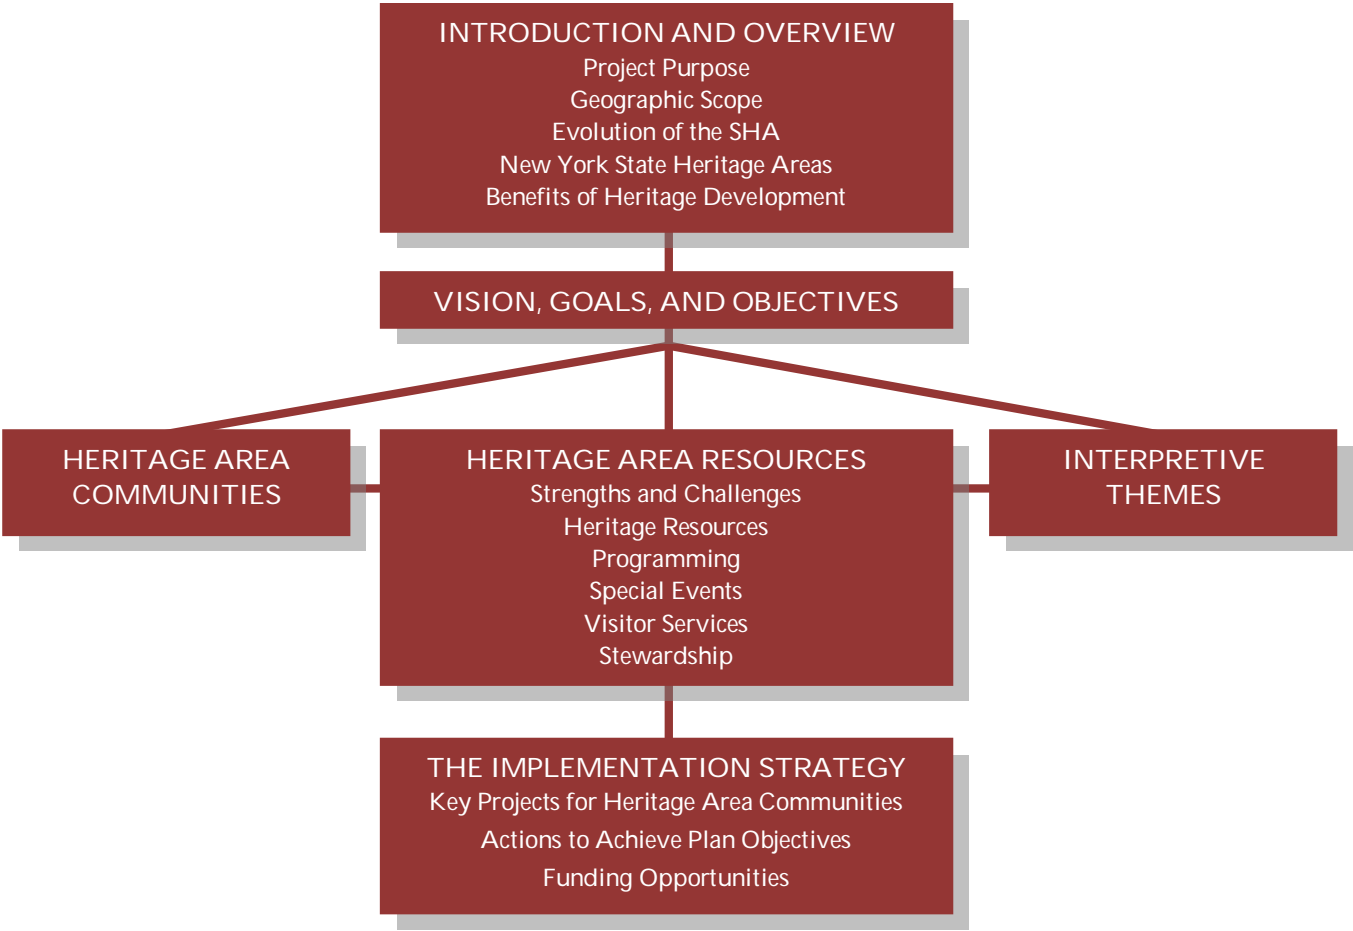 INTRODUCTION AND OVERVIEW
Project Purpose
Geographic Scope
Evolution of the SHA
New York State Heritage Areas
Benefits of Heritage Development
VISION, GOALS, AND OBJECTIVES
HERITAGE AREA
COMMUNITIES
HERITAGE AREA RESOURCES
Strengths and Challenges
Heritage Resources
Programming
Special Events
Visitor Services
Stewardship
INTERPRETIVE
THEMES
THE IMPLEMENTATION STRATEGY
Key Projects for Heritage Area Communities
Actions to Achieve Plan Objectives
Funding Opportunities